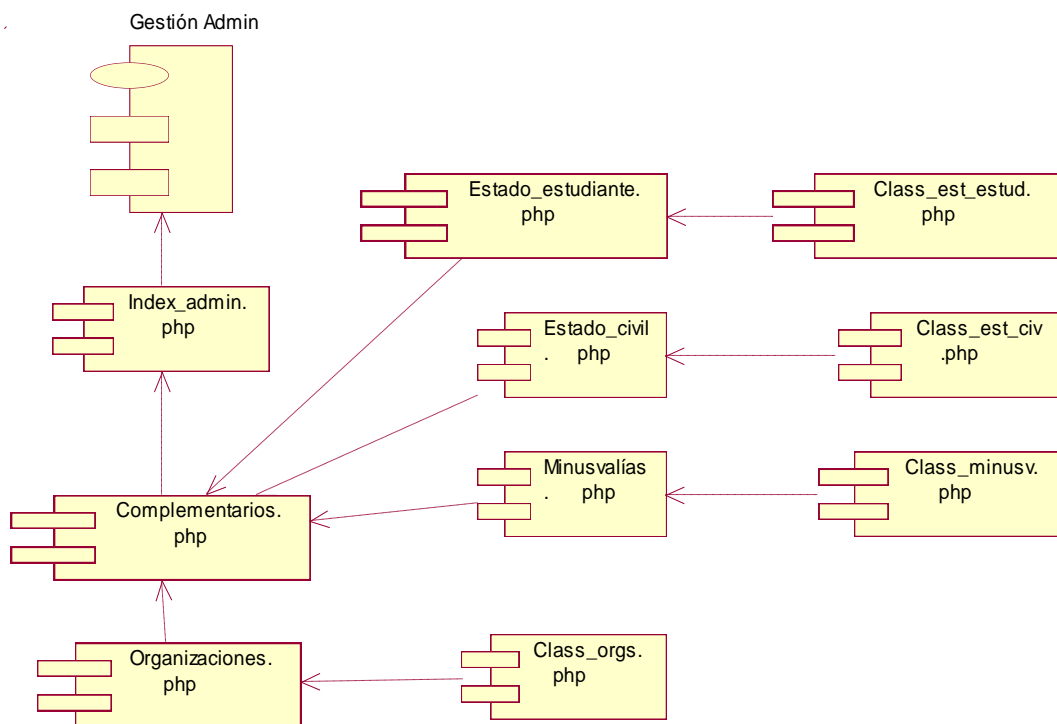 Gestión Admin
Estado_estudiante.
php
Class_est_estud.
php
Index_admin.
php
Estado_civil
. php
Class_est_civ
.php
Minusvalías
. php
Class_minusv.
php
Complementarios.
php
Organizaciones.
php
Class_orgs.
php